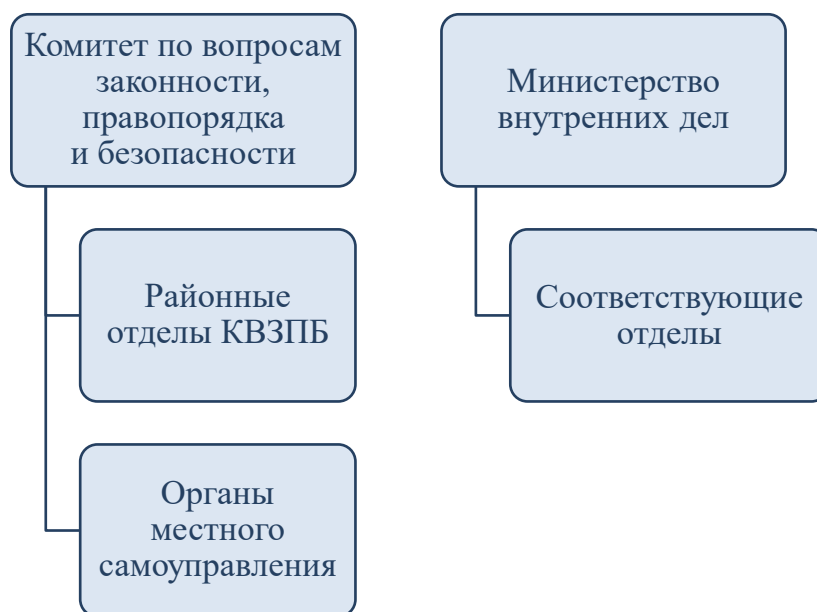 Комитет по вопросам
законности,
правопорядка
и безопасности
Районные
отделы КВЗПБ
Органы
местного
самоуправления
Министерство
внутренних дел
Соответствующие
отделы